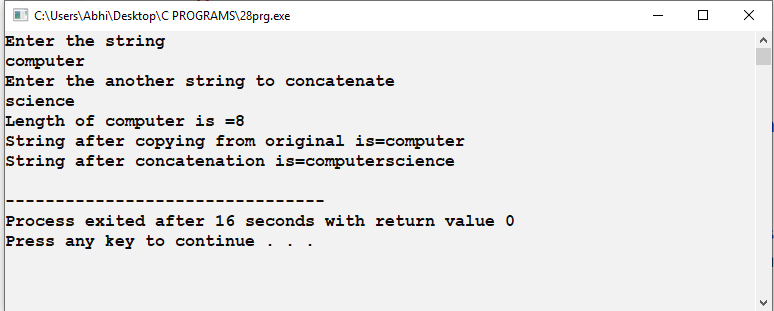 C:\Users\Abhi\Desktop\C PROGRAMS\28prg.exe
Enter the string
computer
Enter the another string to concatenate
science
Length of computer is =8
String after copying from original is=computer
String after concatenation is=computerscience
--------------------------------
Process exited after 16 seconds with return value 0
Press any key to continue . . .